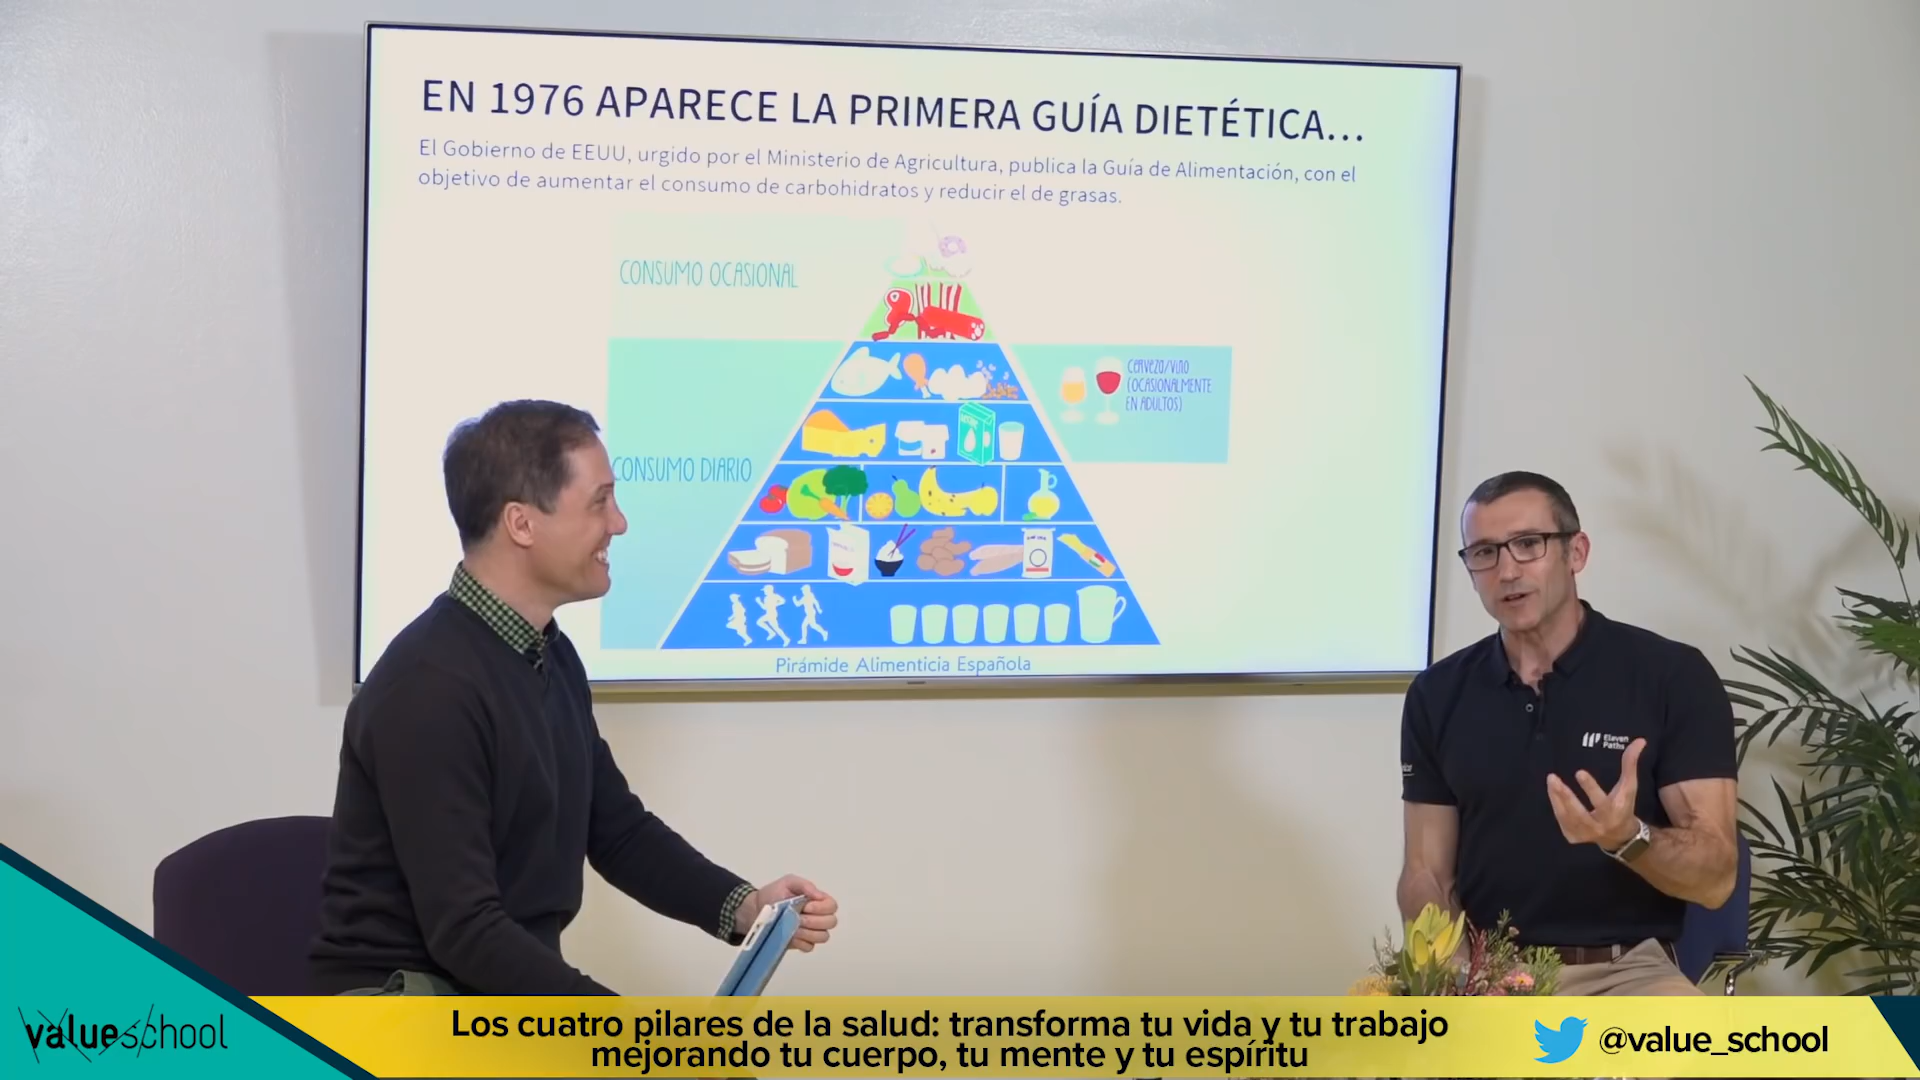 EN 1976 APARECE LA PRIMERA GUÍA DIETÉTICA...
El Gobierno de EEUU, urgido por el Ministerio de Agricultura, publica la Guía de Alimentación, con el
objetivo de aumentar el consumo de carbohidratos y reducir el de grasas.
CONSUMO OCASIONAL
CERVEZA/VINO
(OCASIONALMENTE
EN ADULTOS)
CONSUMO DIARIO
Pirámide Alimenticia Española
Eleven
Paths
valueschool
Los cuatro pilares de la salud: transforma tu vida y tu trabajo
mejorando tu cuerpo, tu mente y tu espíritu
@value_school